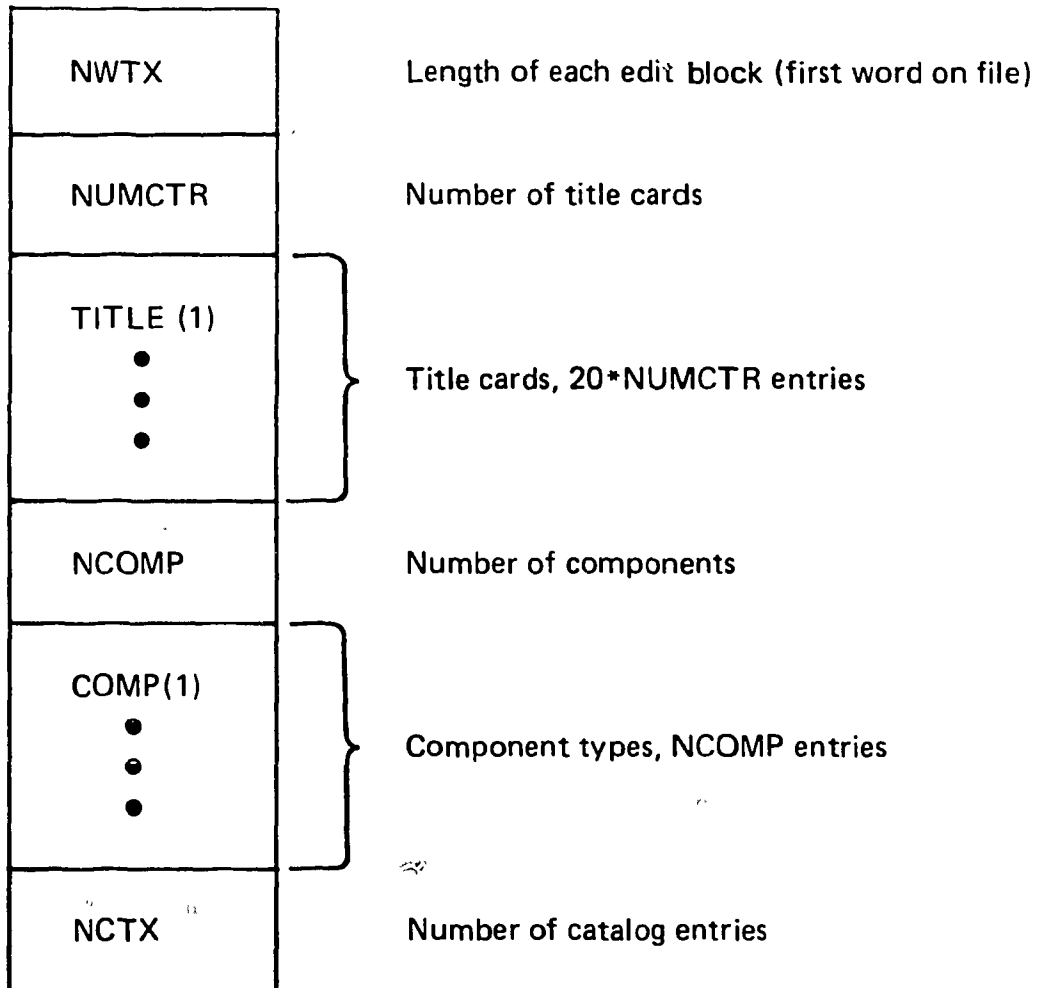 NWTX Length of each edit block (first word on file)
NUMCTR Number of title cards
TITLE (1)
Title cards, 20*NUMCTR entries
NCOMP Number of components
COMP(1)
Component types, NCOMP entries
NCTX Number of catalog entries